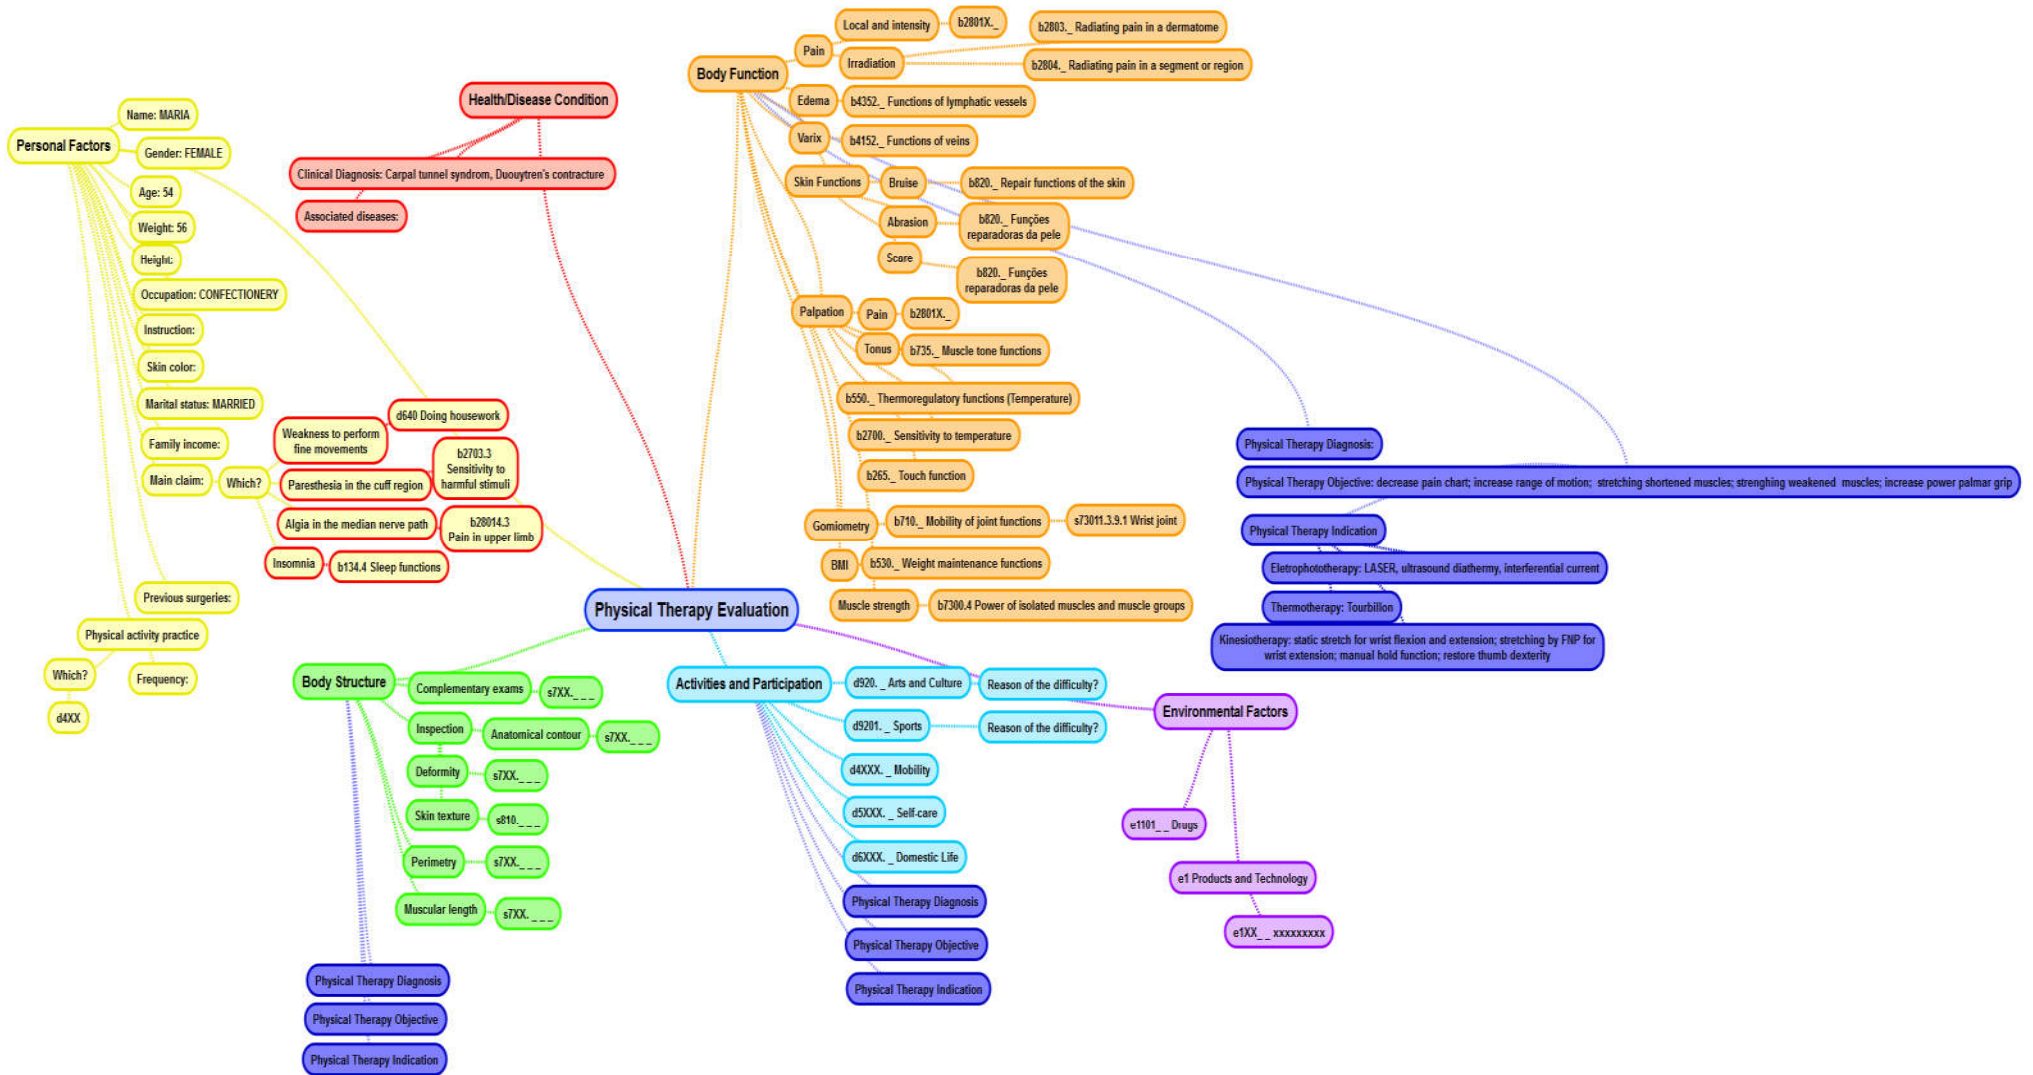 Personal Factors
Name: MARIA
Gender: FEMALE
Age: 54
Weight: 56
Height:
Occupation: CONFECTIONERY
Instruction:
Skin color:
Marital status: MARRIED
Family income:
Main claim:
Which?
Weakness to perform
fine movements
d640 Doing housework
Paresthesia in the cuff region
b2703.3
Sensitivity to
harmful stimuli
Algia in the median nerve path
b28014.3
Pain in upper limb
Insomnia
b134.4 Sleep functions
Previous surgeries:
Physical activity practice
Which?
d4XX
Frequency:
Health/Disease Condition
Clinical Diagnosis: Carpal tunnel syndrom, Duouytren's contracture
Associated diseases:
Body Function
Pain
Local and intensity
b2801X._
Irradiation
b2803._ Radiating pain in a dermatome
b2804._ Radiating pain in a segment or region
Edema
b4352._ Functions of lymphatic vessels
Varix
b4152._ Functions of veins
Skin Functions
Bruise
b820._ Repair functions of the skin
Abrasion
b820._ Funções
reparadoras da pele
Score
b820._ Funções
reparadoras da pele
Palpation
Pain
b2801X._
Tonus
b735._ Muscle tone functions
b550._ Thermoregulatory functions (Temperature)
b2700._ Sensitivity to temperature
b265._ Touch function
Gomiometry
b710._ Mobility of joint functions
s73011.3.9.1 Wrist joint
BMI
b530._ Weight maintenance functions
Muscle strength
b7300.4 Power of isolated muscles and muscle groups
Physical Therapy Diagnosis:
Physical Therapy Objective: decrease pain chart; increase range of motion; stretching shortened muscles; strenghing weakened muscles; increase power palmar grip
Physical Therapy Indication
Eletrophototherapy: LASER, ultrasound diathermy, interferential current
Thermotherapy: Tourbillon
Kinesiotherapy: static stretch for wrist flexion and extension; stretching by FNP for
wrist extension; manual hold function; restore thumb dexterity
Physical Therapy Evaluation
Body Structure
Complementary exams
s7XX._ _ _
Inspection
Anatomical contour
s7XX._ _ _
Deformity
s7XX._ _ _
Skin texture
s810._ _ _
Perimetry
s7XX._ _ _
Muscular length
s7XX. _ _ _
Physical Therapy Diagnosis
Physical Therapy Objective
Physical Therapy Indication
Activities and Participation
d920. _ Arts and Culture
Reason of the difficulty?
d9201. _ Sports
Reason of the difficulty?
d4XXX. _ Mobility
d5XXX. _ Self-care
d6XXX. _ Domestic Life
Physical Therapy Diagnosis
Physical Therapy Objective
Physical Therapy Indication
Environmental Factors
e1101_ _ Drugs
e1 Products and Technology
e1XX_ _ xxxxxxxxx